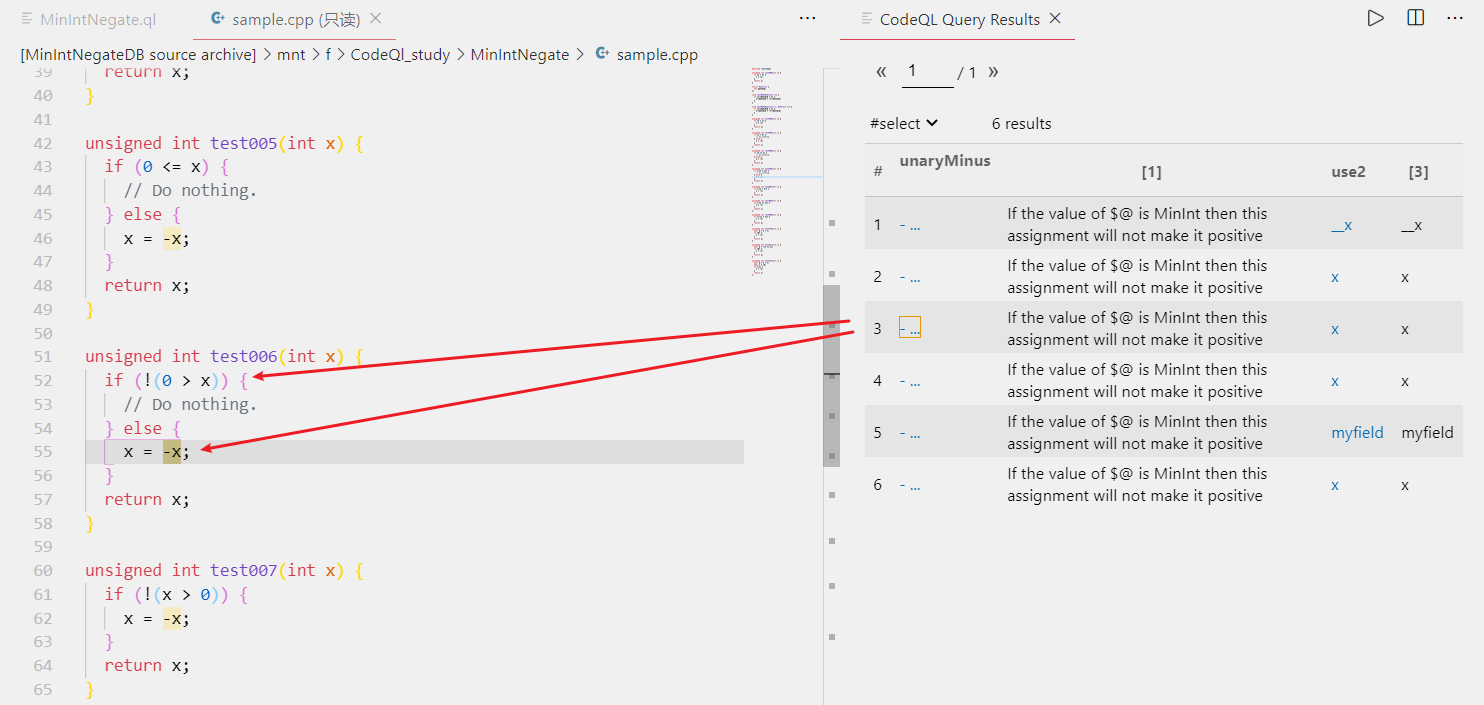 MinIntNegate.ql
sample.cpp (只读)
[MinIntNegateDB source archive] > mnt > f > CodeQl_study > MinIntNegate > sample.cpp
39 return x;
40 }
41
42 unsigned int test005(int x) {
43 if (0 <= x) {
44 // Do nothing.
45 } else {
46 x = -x;
47 }
48 return x;
49 }
50
51 unsigned int test006(int x) {
52 if (!(0 > x)) {
53 // Do nothing.
54 } else {
55 x = -x;
56 }
57 return x;
58 }
59
60 unsigned int test007(int x) {
61 if (!(x > 0)) {
62 x = -x;
63 }
64 return x;
65 }
CodeQL Query Results
« 1 / 1 »
#select 6 results
# unaryMinus [1] use2 [3]
1 - ... If the value of $@ is MinInt then this __x __x
assignment will not make it positive
2 - ... If the value of $@ is MinInt then this x x
assignment will not make it positive
3 - ... If the value of $@ is MinInt then this x x
assignment will not make it positive
4 - ... If the value of $@ is MinInt then this x x
assignment will not make it positive
5 - ... If the value of $@ is MinInt then this myfield myfield
assignment will not make it positive
6 - ... If the value of $@ is MinInt then this x x
assignment will not make it positive